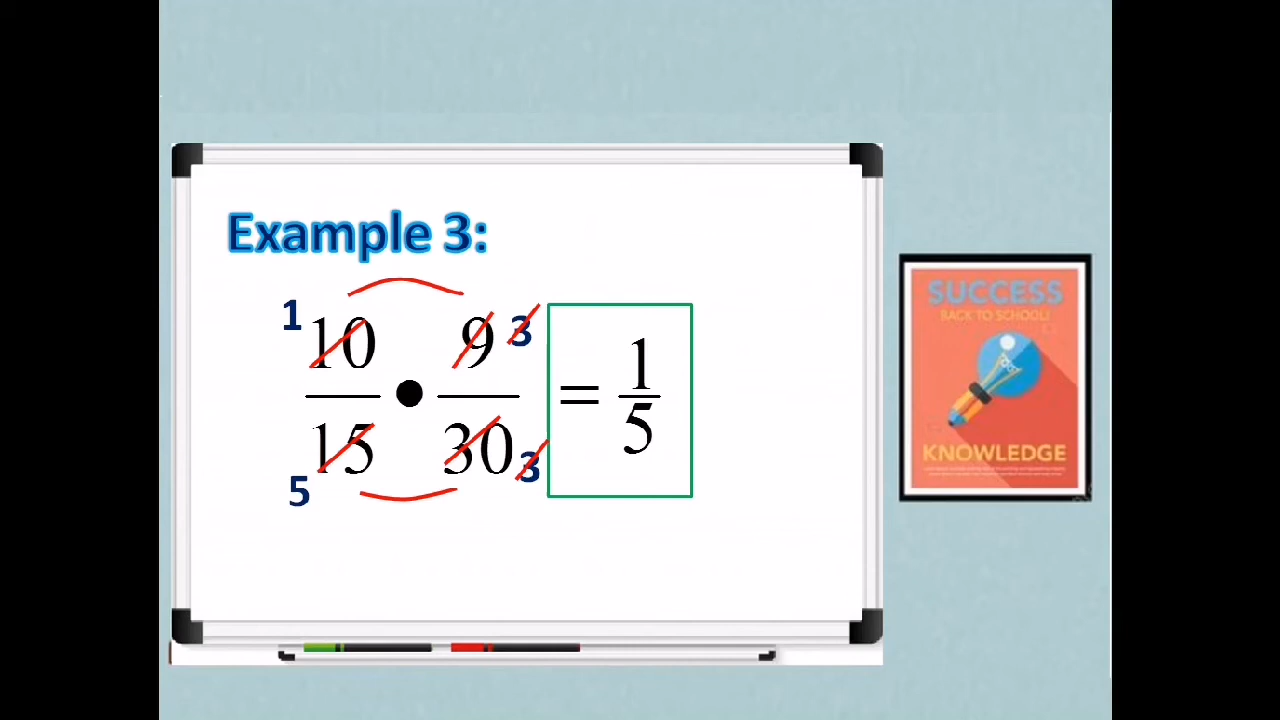 Example 3:
1 10 9 3
• = 1
5
15 30 3
5
SUCCESS
BACK TO SCHOOL!
KNOWLEDGE